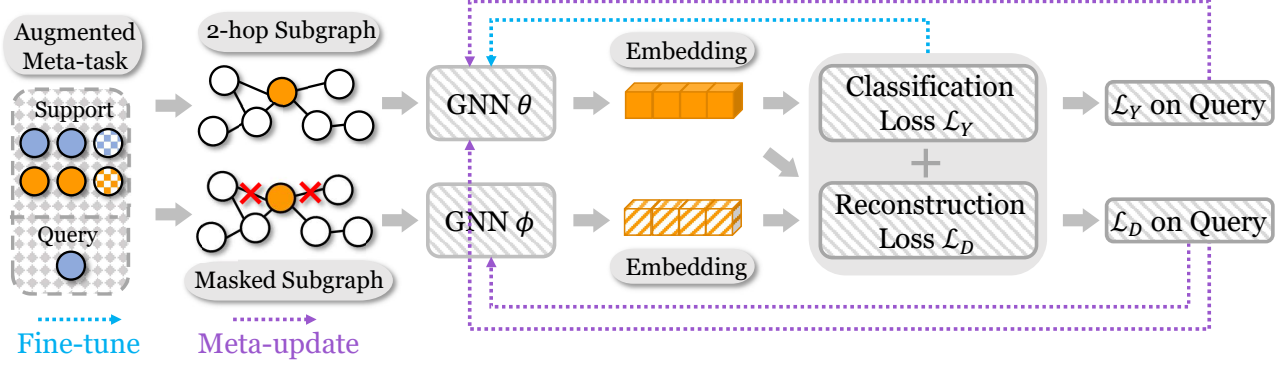 Augmented
Meta-task
Support
Query
2-hop Subgraph
Masked Subgraph
GNN θ
GNN ϕ
Embedding
Embedding
Classification
Loss ℒ_Y
+
Reconstruction
Loss ℒ_D
ℒ_Y on Query
ℒ_D on Query
Fine-tune
Meta-update